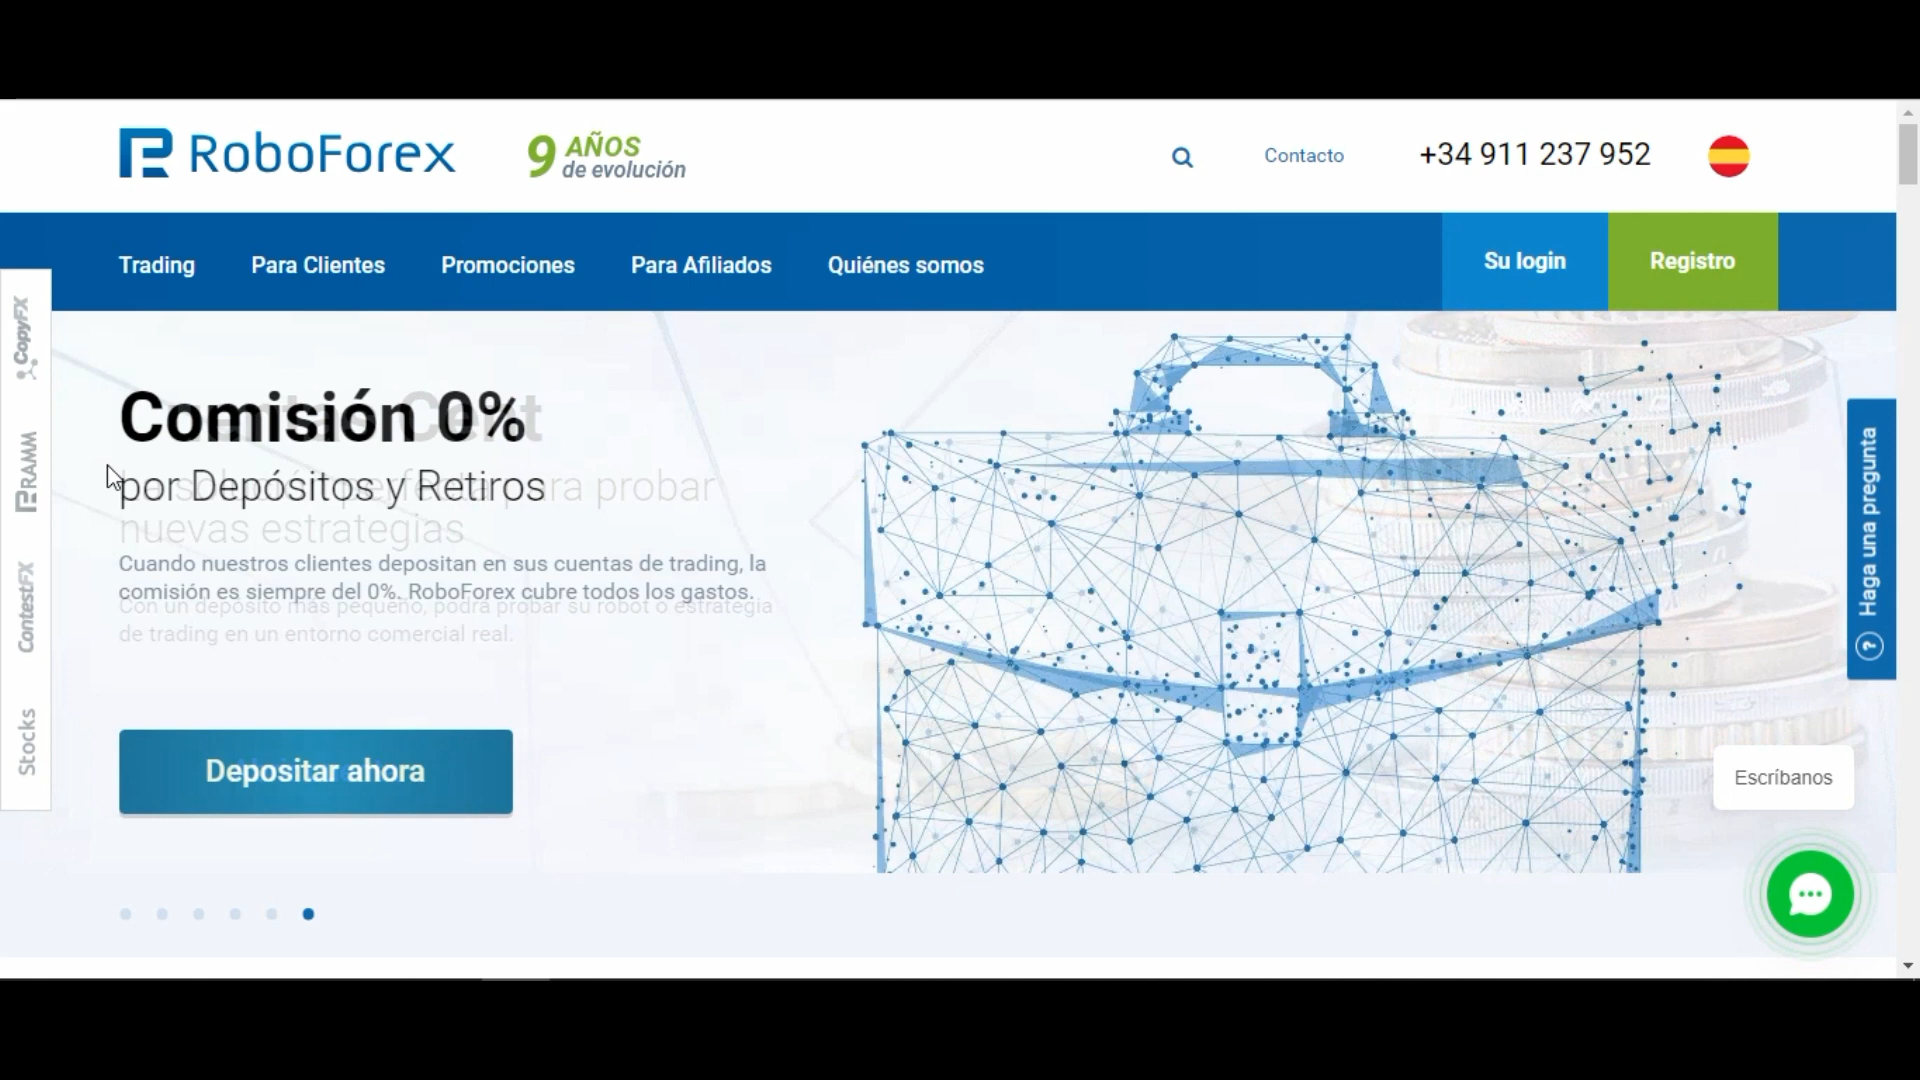 RoboForex
9 AÑOS
de evolución
Contacto
+34 911 237 952
Trading
Para Clientes
Promociones
Para Afiliados
Quiénes somos
Su login
Registro
CopyFX
RAMM
ContestFX
Stocks
Comisión 0%
por Depósitos y Retiros
ra probar
nuevas estrategias
Cuando nuestros clientes depositan en sus cuentas de trading, la
comisión es siempre del 0%. RoboForex cubre todos los gastos.
Con un depósito más pequeño, podrá probar su robot o estrategia
de trading en un entorno comercial real.
Depositar ahora
Haga una pregunta
?
Escríbanos